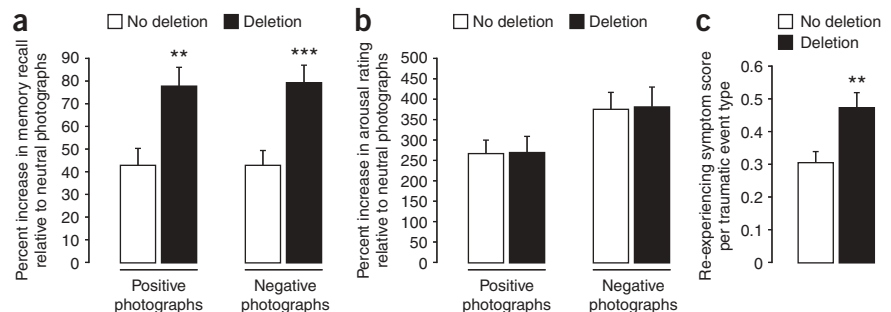 a
No deletion Deletion
Percent increase in memory recall
relative to neutral photographs
90
80
70
60
50
40
30
20
10
0
**
***
Positive
photographs
Negative
photographs
b
No deletion Deletion
Percent increase in arousal rating
relative to neutral photographs
500
450
400
350
300
250
200
150
100
50
0
Positive
photographs
Negative
photographs
c
No deletion
Deletion
Re-experiencing symptom score
per traumatic event type
0.6
0.5
0.4
0.3
0.2
0.1
0
**